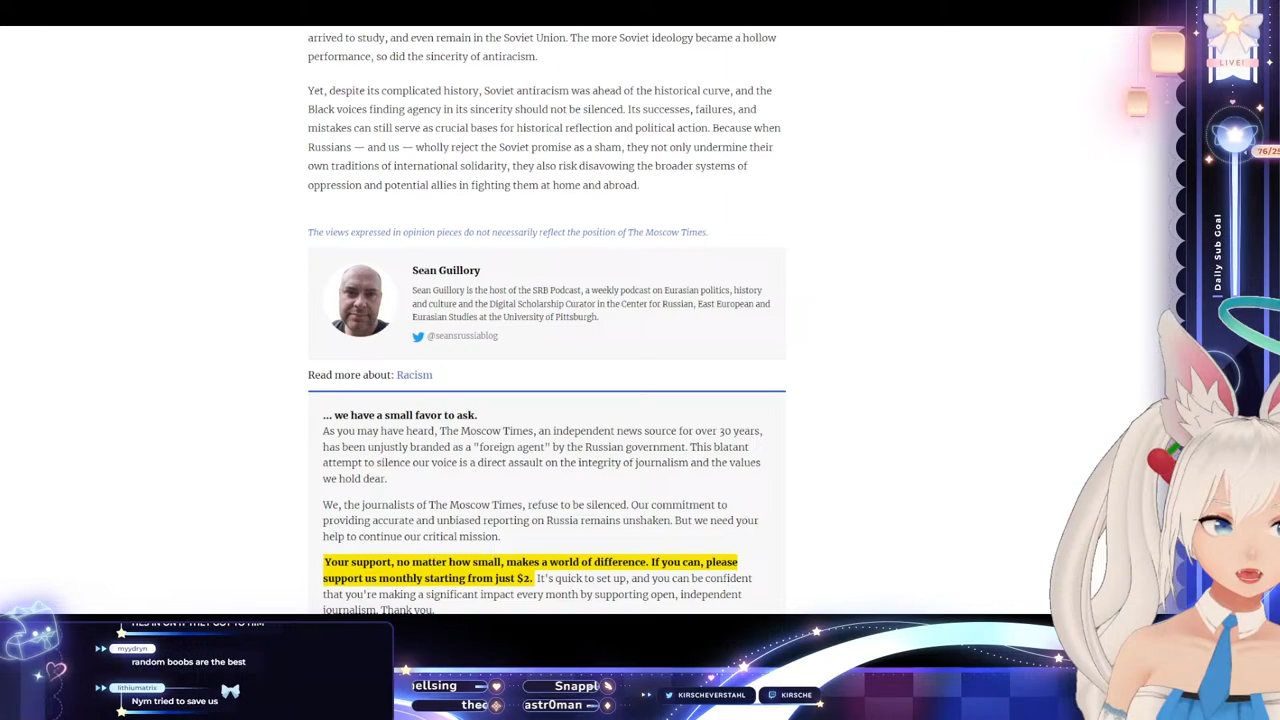 arrived to study, and even remain in the Soviet Union. The more Soviet ideology became a hollow
performance, so did the sincerity of antiracism.
Yet, despite its complicated history, Soviet antiracism was ahead of the historical curve, and the
Black voices finding agency in its sincerity should not be silenced. Its successes, failures, and
mistakes can still serve as crucial bases for historical reflection and political action. Because when
Russians — and us — wholly reject the Soviet promise as a sham, they not only undermine their
own traditions of international solidarity, they also risk disavowing the broader systems of
oppression and potential allies in fighting them at home and abroad.
The views expressed in opinion pieces do not necessarily reflect the position of The Moscow Times.
Sean Guillory
Sean Guillory is the host of the SRB Podcast, a weekly podcast on Eurasian politics, history
and culture and the Digital Scholarship Curator in the Center for Russian, East European and
Eurasian Studies at the University of Pittsburgh.
@seansrussiablog
Read more about: Racism
... we have a small favor to ask.
As you may have heard, The Moscow Times, an independent news source for over 30 years,
has been unjustly branded as a "foreign agent" by the Russian government. This blatant
attempt to silence our voice is a direct assault on the integrity of journalism and the values
we hold dear.
We, the journalists of The Moscow Times, refuse to be silenced. Our commitment to
providing accurate and unbiased reporting on Russia remains unshaken. But we need your
help to continue our critical mission.
Your support, no matter how small, makes a world of difference. If you can, please
support us monthly starting from just $2. It's quick to set up, and you can be confident
that you're making a significant impact every month by supporting open, independent
journalism. Thank you.
LIVE!
76/25
Daily Sub Goal
myydryn
random boobs are the best
lithiumatrix
Nym tried to save us
ellsing
Snappl
theo
astr0man
KIRSCHEVERSTAHL
KIRSCHE